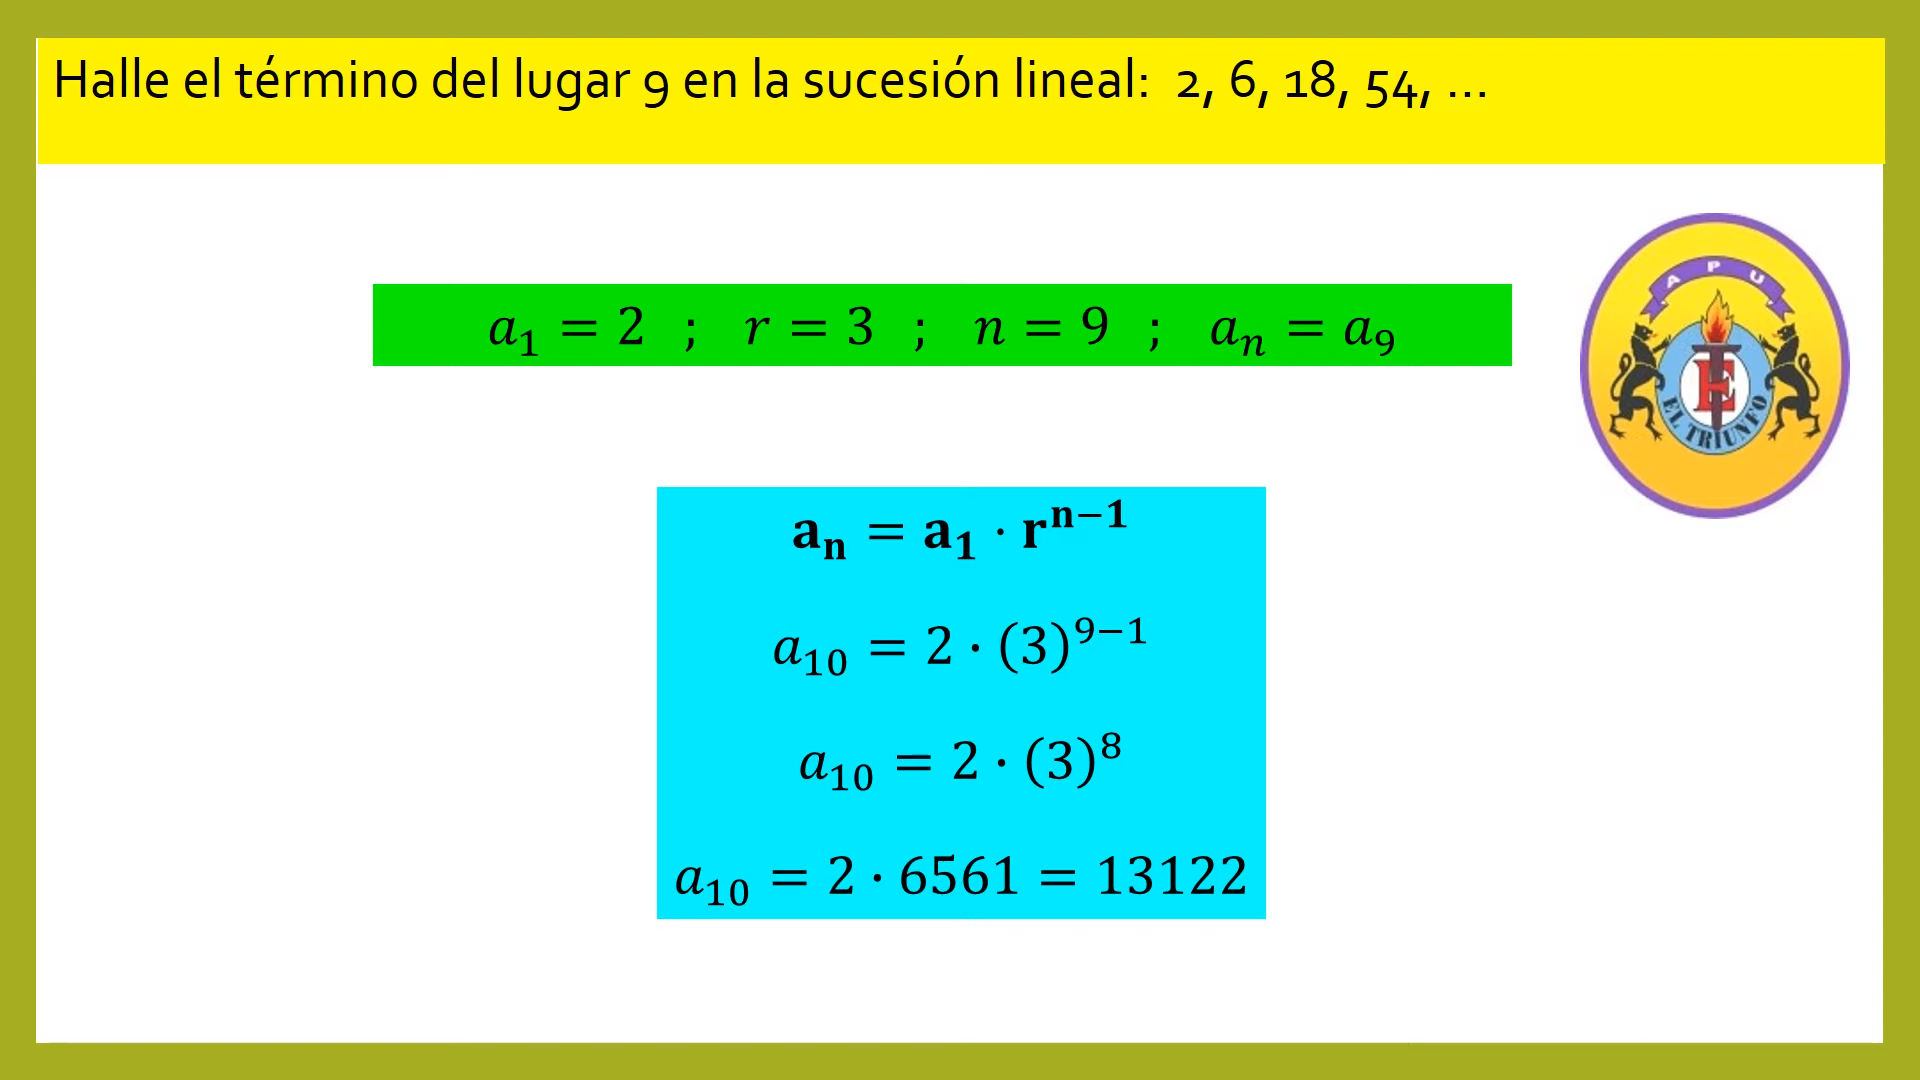 Halle el término del lugar 9 en la sucesión lineal: 2, 6, 18, 54, ...
a₁ = 2 ; r = 3 ; n = 9 ; aₙ = a₉
A P U
E
EL TRIUNFO
aₙ = a₁ · rⁿ⁻¹
a₁₀ = 2 · (3)⁹⁻¹
a₁₀ = 2 · (3)⁸
a₁₀ = 2 · 6561 = 13122